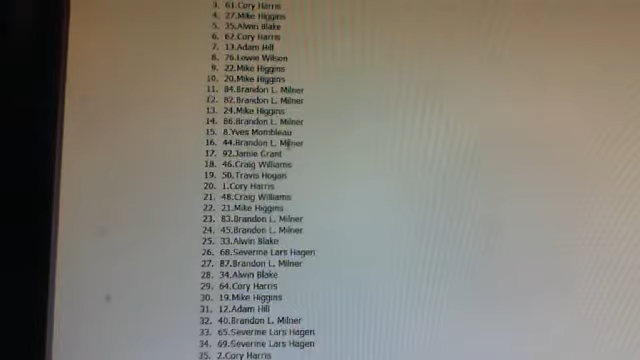 3. 61.Cory Harris
4. 27.Mike Higgins
5. 35.Alwin Blake
6. 62.Cory Harris
7. 13.Adam Hill
8. 76.Lowie Wilson
9. 22.Mike Higgins
10. 20.Mike Higgins
11. 84.Brandon L. Milner
12. 82.Brandon L. Milner
13. 24.Mike Higgins
14. 86.Brandon L. Milner
15. 8.Yves Mombleau
16. 44.Brandon L. Milner
17. 92.Jamie Grant
18. 46.Craig Williams
19. 50.Travis Hogan
20. 1.Cory Harris
21. 48.Craig Williams
22. 21.Mike Higgins
23. 83.Brandon L. Milner
24. 45.Brandon L. Milner
25. 33.Alwin Blake
26. 68.Severine Lars Hagen
27. 87.Brandon L. Milner
28. 34.Alwin Blake
29. 64.Cory Harris
30. 19.Mike Higgins
31. 12.Adam Hill
32. 40.Brandon L. Milner
33. 65.Severine Lars Hagen
34. 69.Severine Lars Hagen
35. 2.Cory Harris